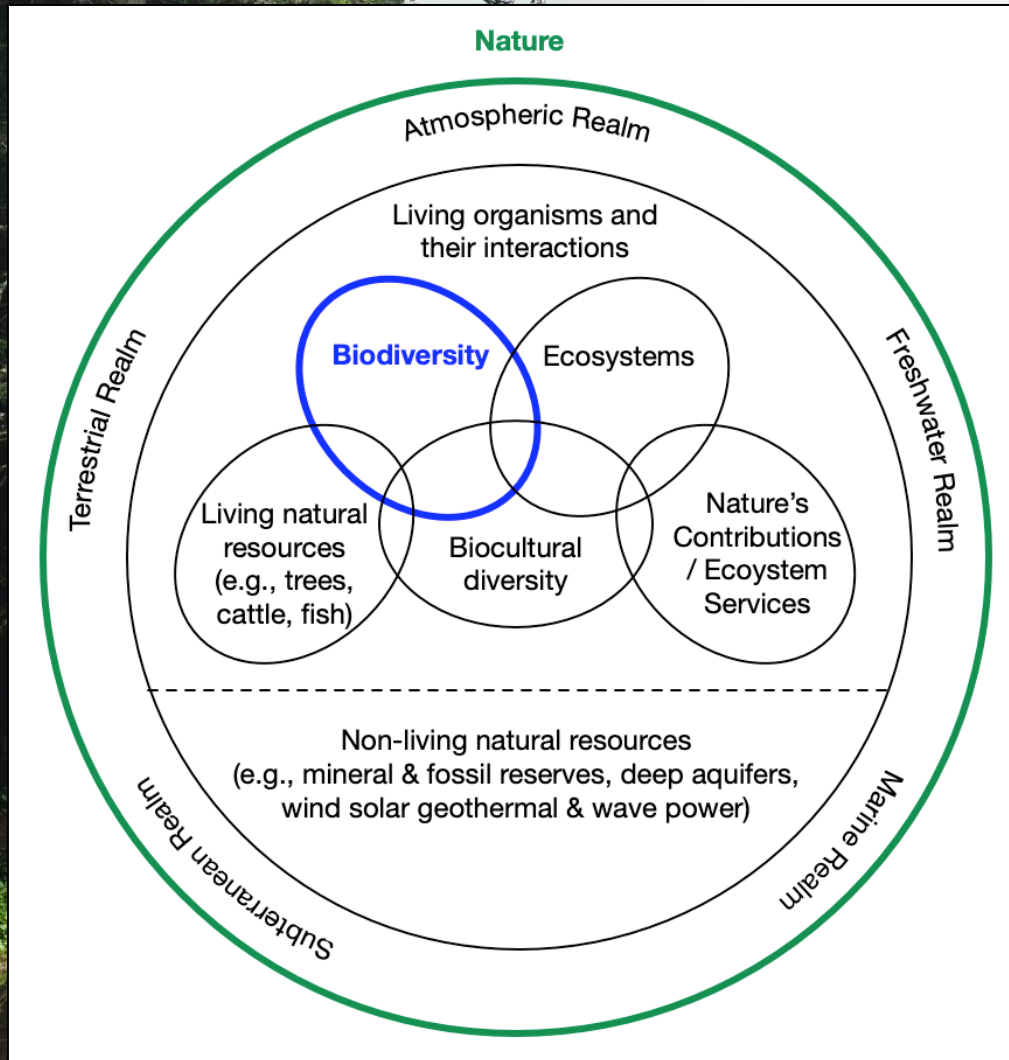 Nature
Atmospheric Realm
Living organisms and
their interactions
Biodiversity
Ecosystems
Terrestrial Realm
Freshwater Realm
Living natural
resources
(e.g., trees,
cattle, fish)
Biocultural
diversity
Nature's
Contributions
/ Ecoystem
Services
Non-living natural resources
(e.g., mineral & fossil reserves, deep aquifers,
wind solar geothermal & wave power)
Subterranean Realm
Marine Realm